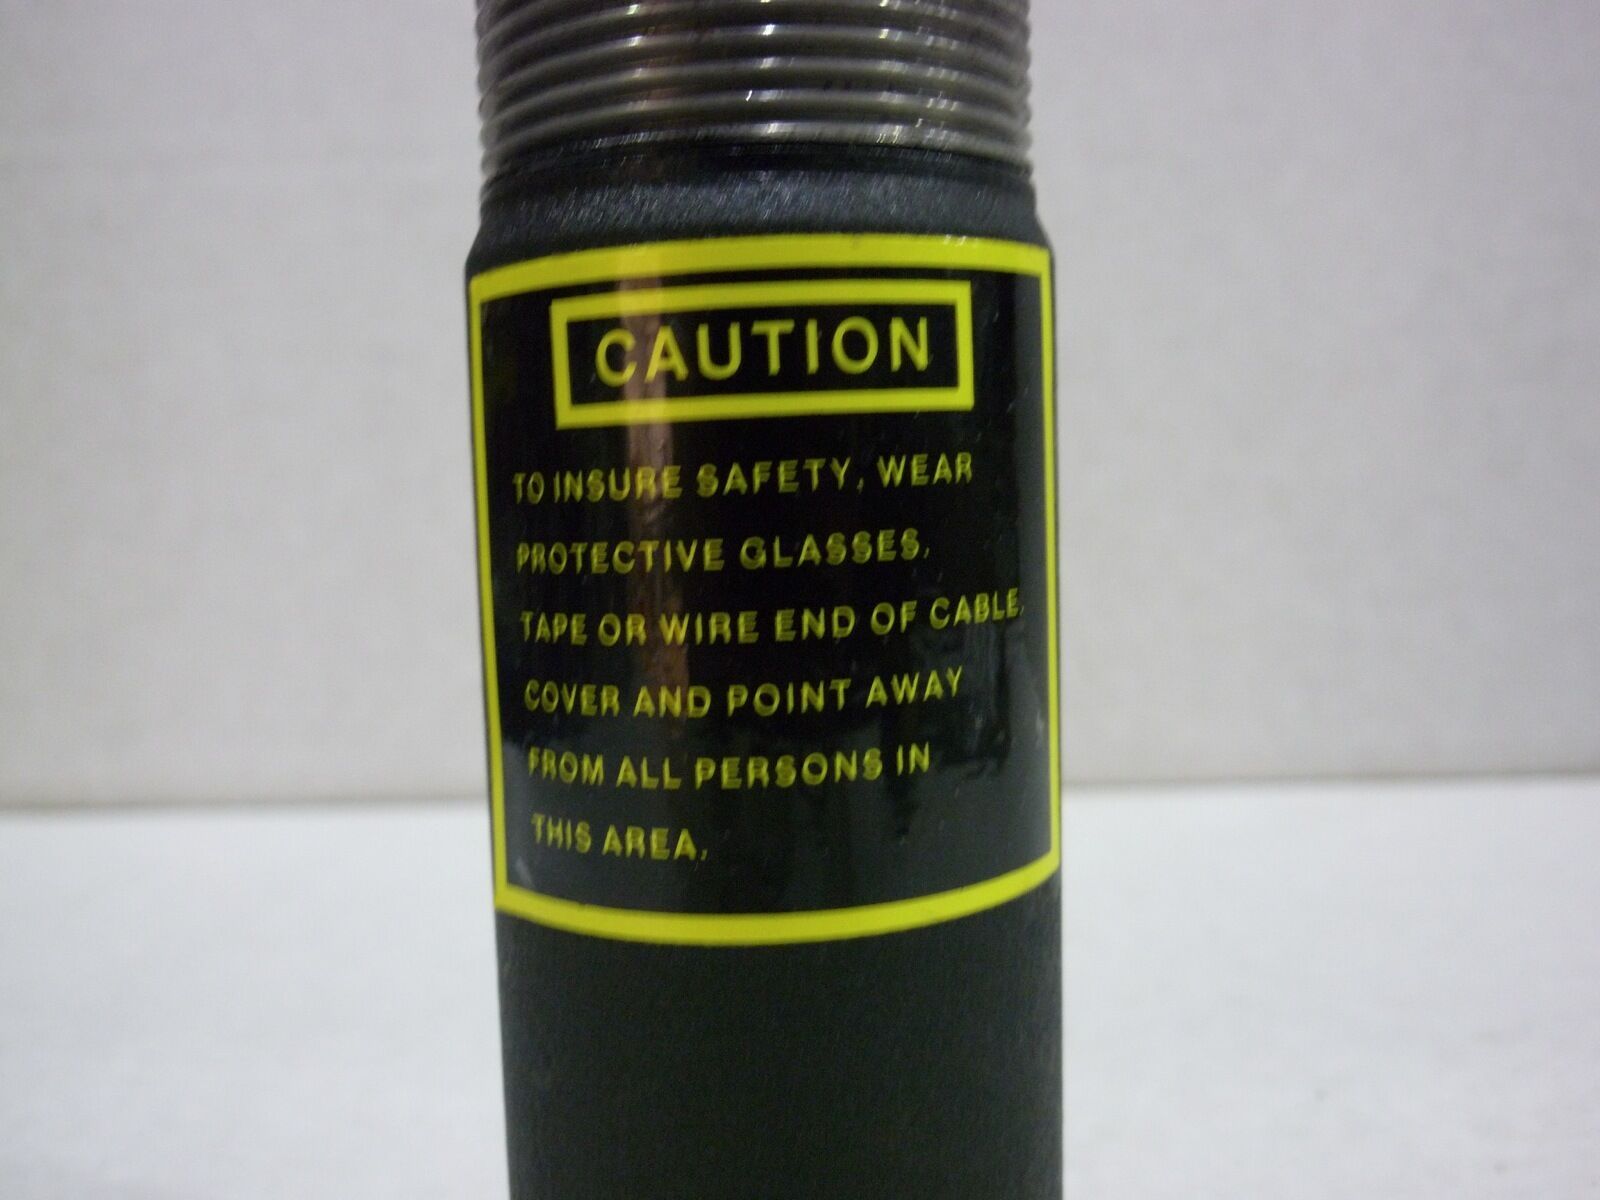 CAUTION
TO INSURE SAFETY, WEAR
PROTECTIVE GLASSES.
TAPE OR WIRE END OF CABLE.
COVER AND POINT AWAY
FROM ALL PERSONS IN
THIS AREA.